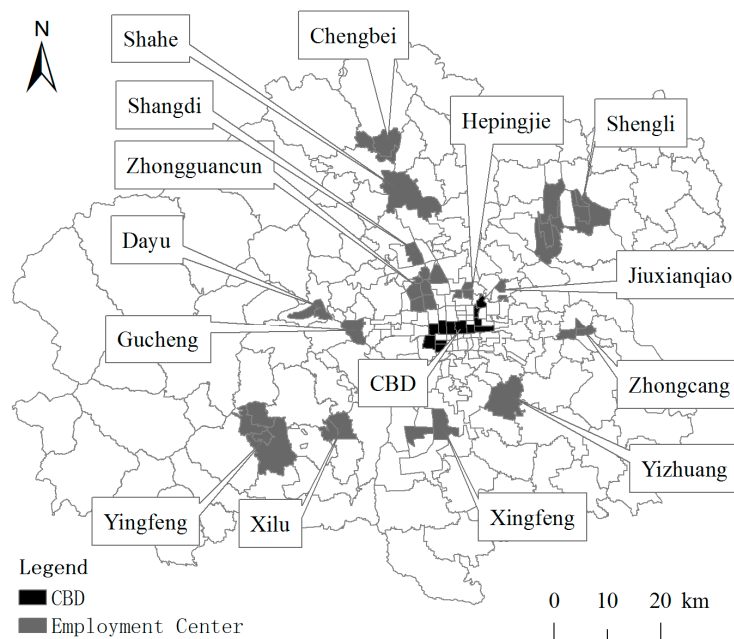 N
Shahe
Chengbei
Shangdi
Hepingjie
Shengli
Zhongguancun
Dayu
Jiuxianqiao
Gucheng
CBD
Zhongcang
Yizhuang
Yingfeng
Xilu
Xingfeng
Legend
CBD
Employment Center
0 10 20 km